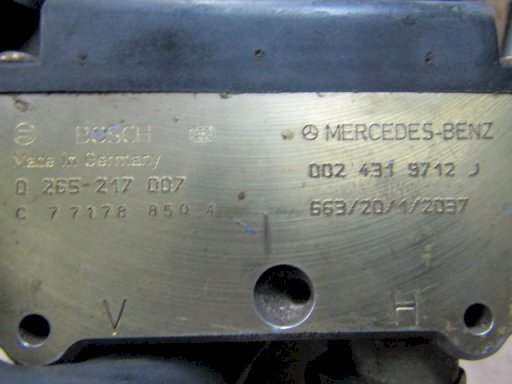 BOSCH
Made in Germany
0 265-217 007
C 77178 850 A
MERCEDES-BENZ
002 431 9712 J
663/20/1/2037
V H